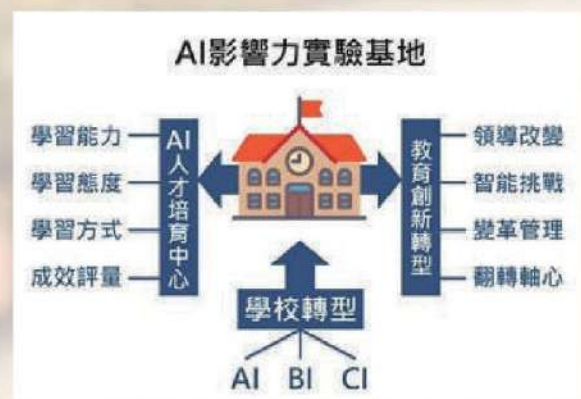 AI影響力實驗基地
學習能力
學習態度
學習方式
成效評量
AI人才培育中心
教育創新轉型
領導改變
智能挑戰
變革管理
翻轉軸心
學校轉型
AI BI CI